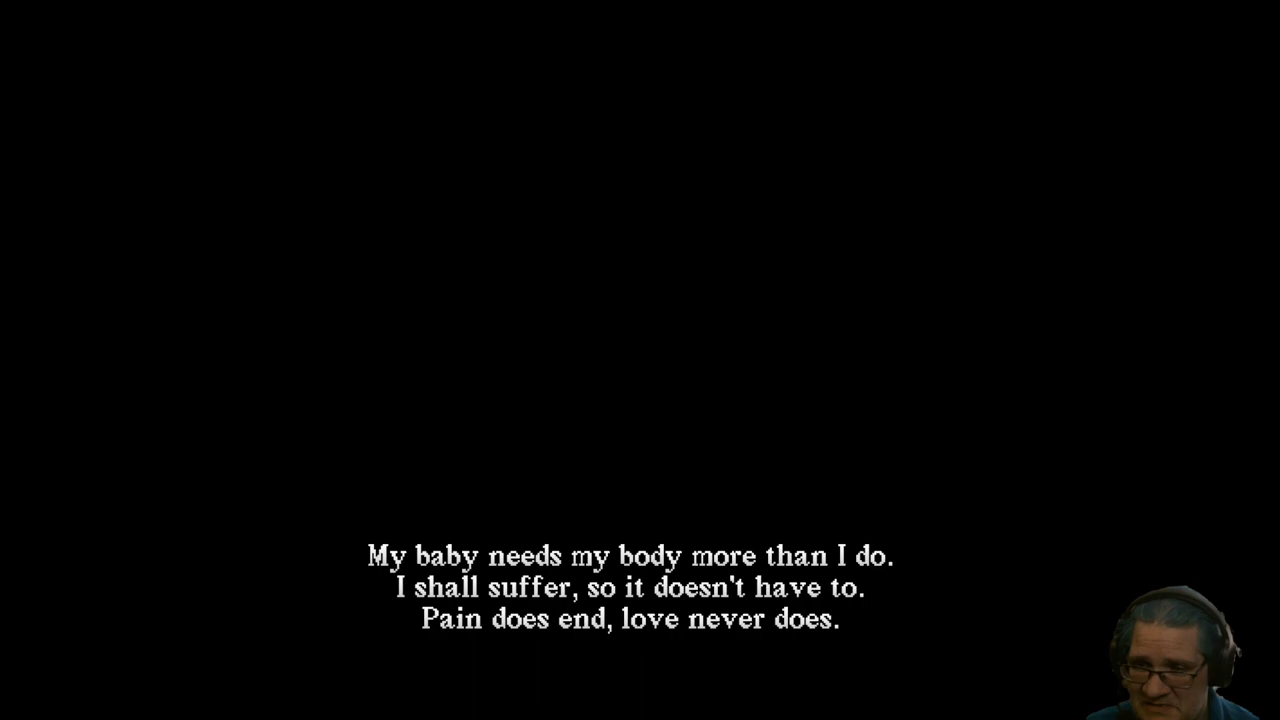 My baby needs my body more than I do.
I shall suffer, so it doesn't have to.
Pain does end, love never does.